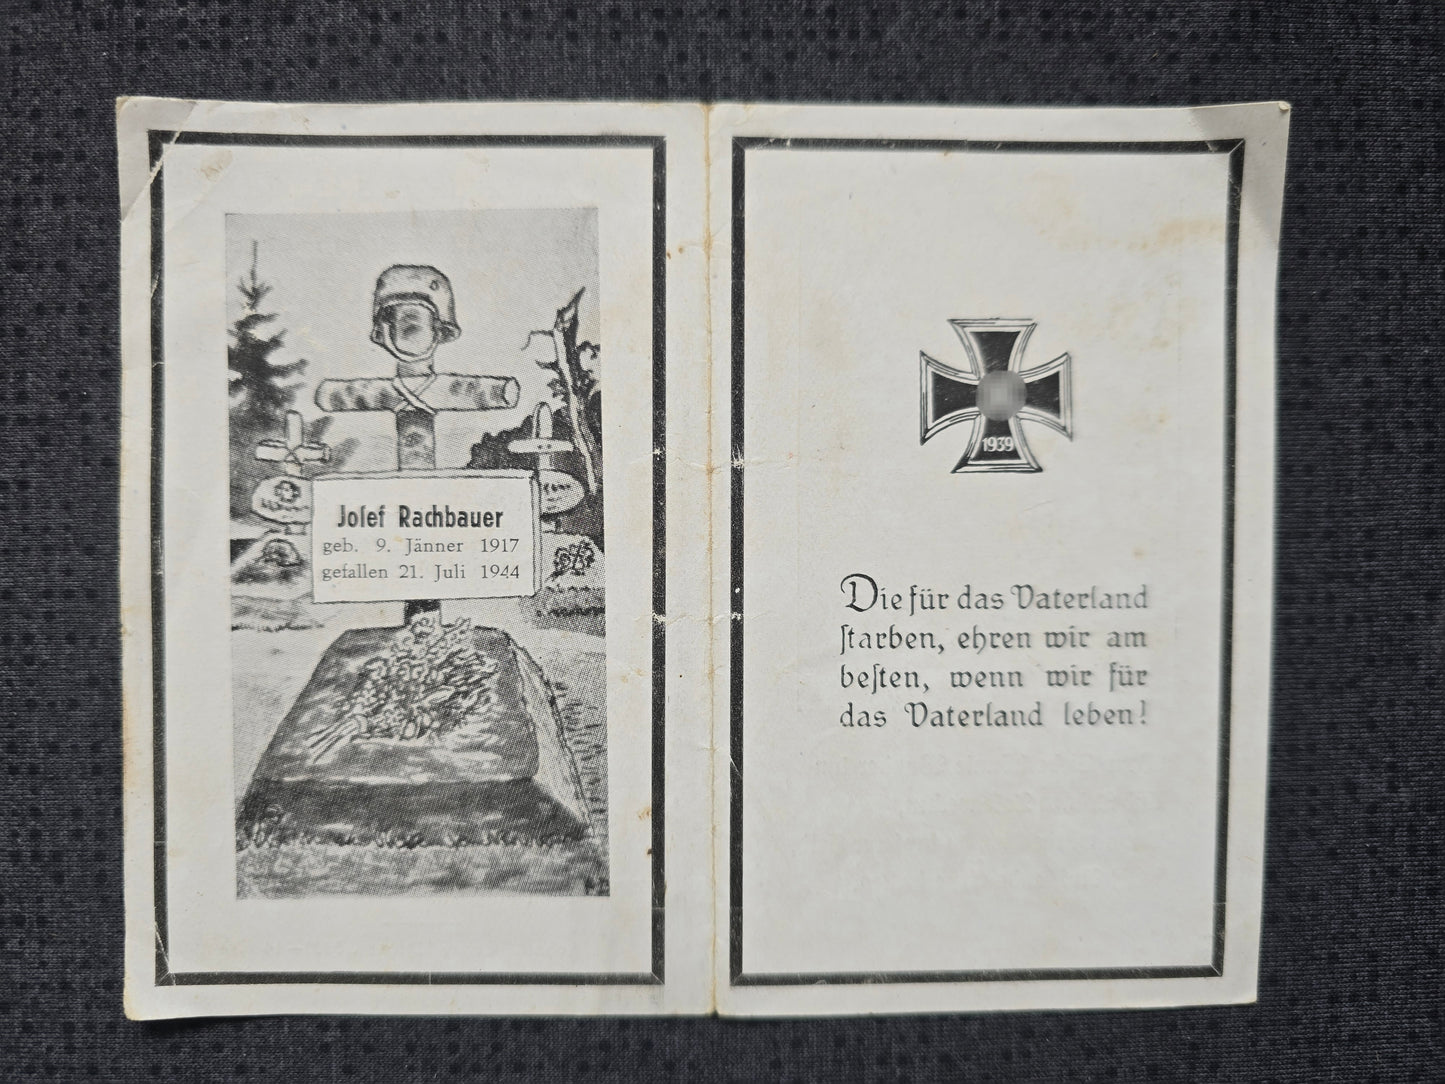 Joſef Rachbauer
geb. 9. Jänner 1917
gefallen 21. Juli 1944
1939
Die für das Vaterland
ſtarben, ehren wir am
beſten, wenn wir für
das Vaterland leben!